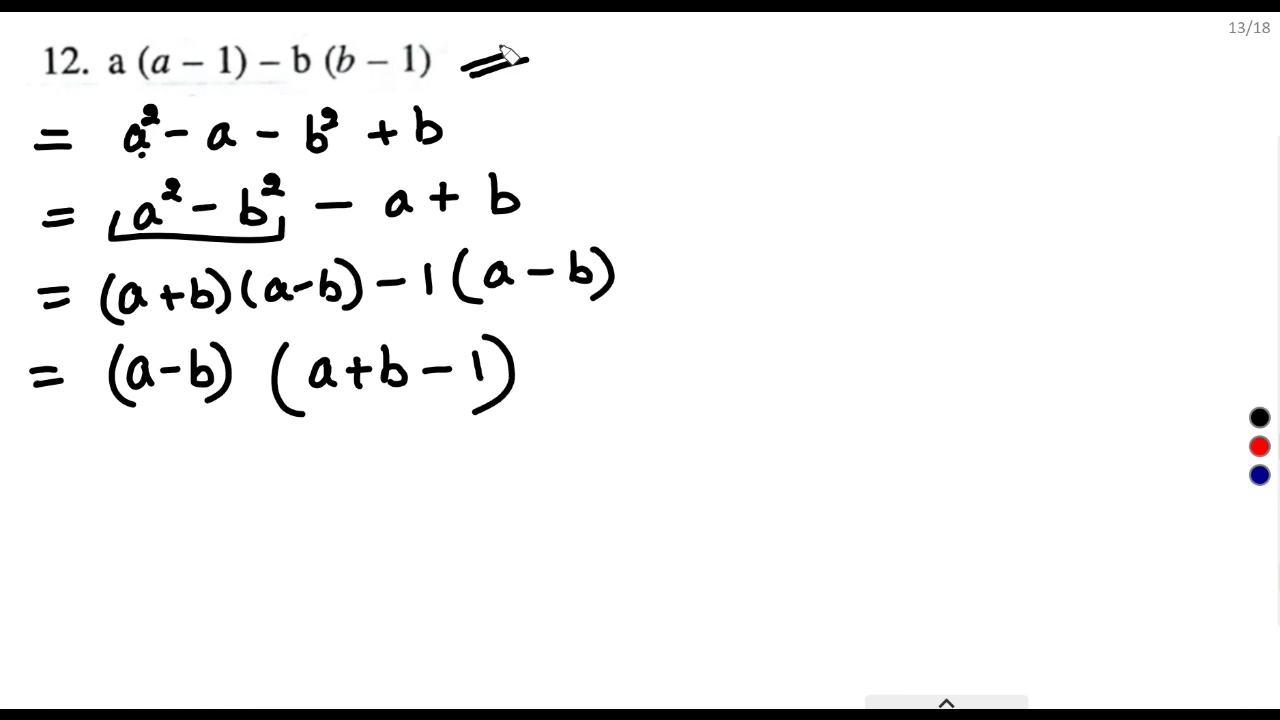 13/18
12. a (a – 1) – b (b – 1)
= a² - a - b² + b
= a² - b² - a + b
= (a+b)(a-b) - 1(a - b)
= (a-b) (a+b - 1)